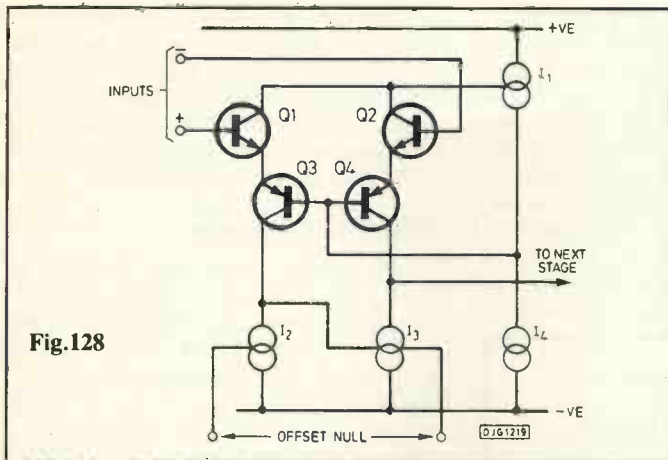 +VE
INPUTS
−
+
I₁
Q1
Q2
Q3
Q4
TO NEXT
STAGE
Fig.128
I₂
I₃
I₄
−VE
OFFSET NULL
DJG1219